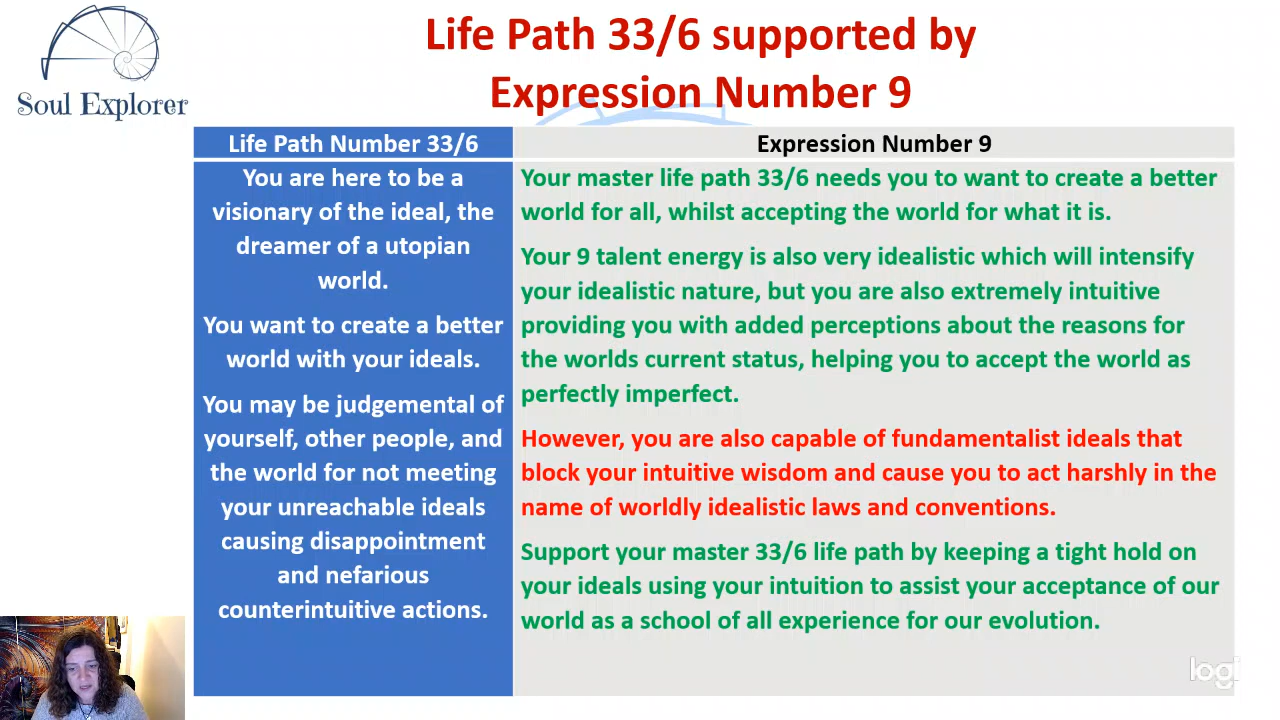 Soul Explorer
Life Path 33/6 supported by
Expression Number 9
Life Path Number 33/6
Expression Number 9
You are here to be a
visionary of the ideal, the
dreamer of a utopian
world.
You want to create a better
world with your ideals.
You may be judgemental of
yourself, other people, and
the world for not meeting
your unreachable ideals
causing disappointment
and nefarious
counterintuitive actions.
Your master life path 33/6 needs you to want to create a better
world for all, whilst accepting the world for what it is.
Your 9 talent energy is also very idealistic which will intensify
your idealistic nature, but you are also extremely intuitive
providing you with added perceptions about the reasons for
the worlds current status, helping you to accept the world as
perfectly imperfect.
However, you are also capable of fundamentalist ideals that
block your intuitive wisdom and cause you to act harshly in the
name of worldly idealistic laws and conventions.
Support your master 33/6 life path by keeping a tight hold on
your ideals using your intuition to assist your acceptance of our
world as a school of all experience for our evolution.
logi